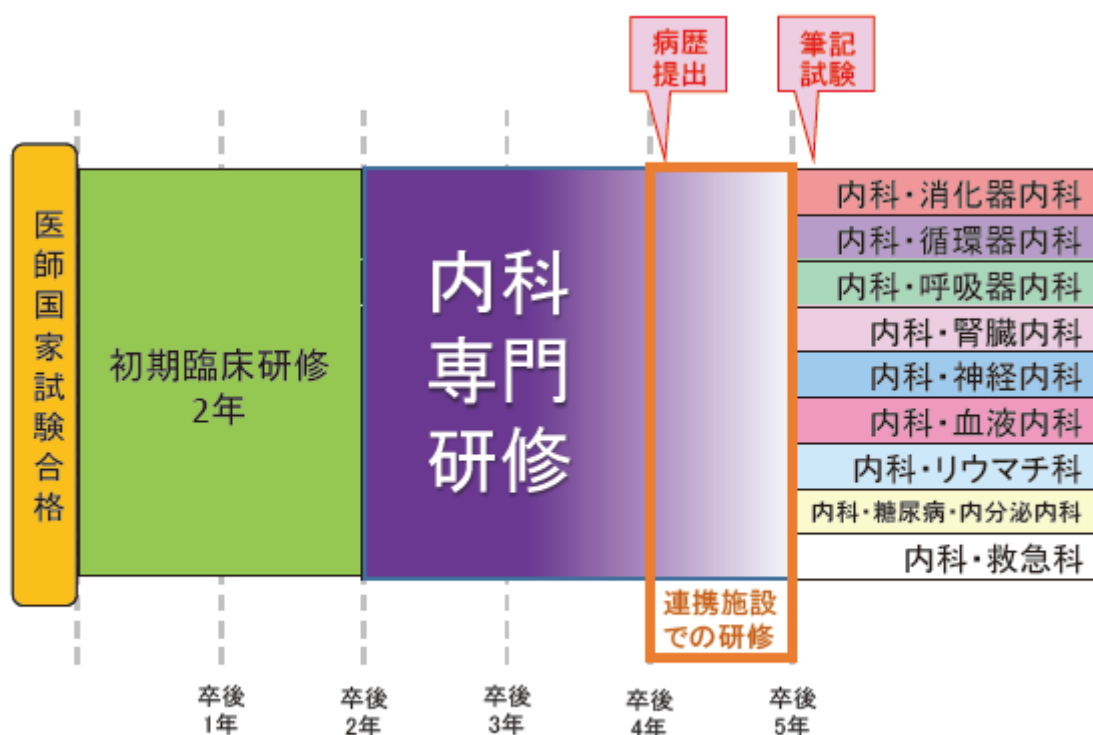 病歴
提出
筆記
試験
医師国家試験合格
初期臨床研修
2年
内科
専門
研修
連携施設
での研修
内科・消化器内科
内科・循環器内科
内科・呼吸器内科
内科・腎臓内科
内科・神経内科
内科・血液内科
内科・リウマチ科
内科・糖尿病・内分泌内科
内科・救急科
卒後
1年
卒後
2年
卒後
3年
卒後
4年
卒後
5年